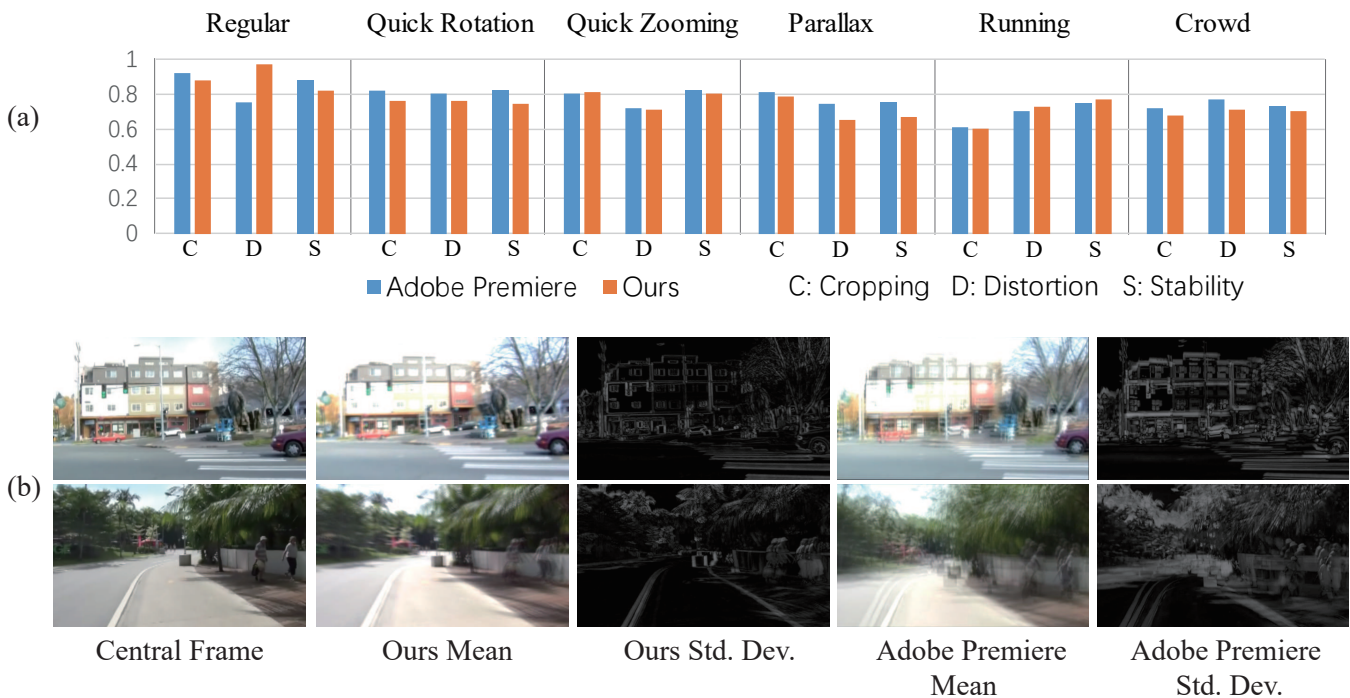 Regular Quick Rotation Quick Zooming Parallax Running Crowd
(a)
1
0.8
0.6
0.4
0.2
0
C D S C D S C D S C D S C D S C D S
Adobe Premiere Ours C: Cropping D: Distortion S: Stability
(b)
Central Frame Ours Mean Ours Std. Dev. Adobe Premiere Adobe Premiere
Mean Std. Dev.